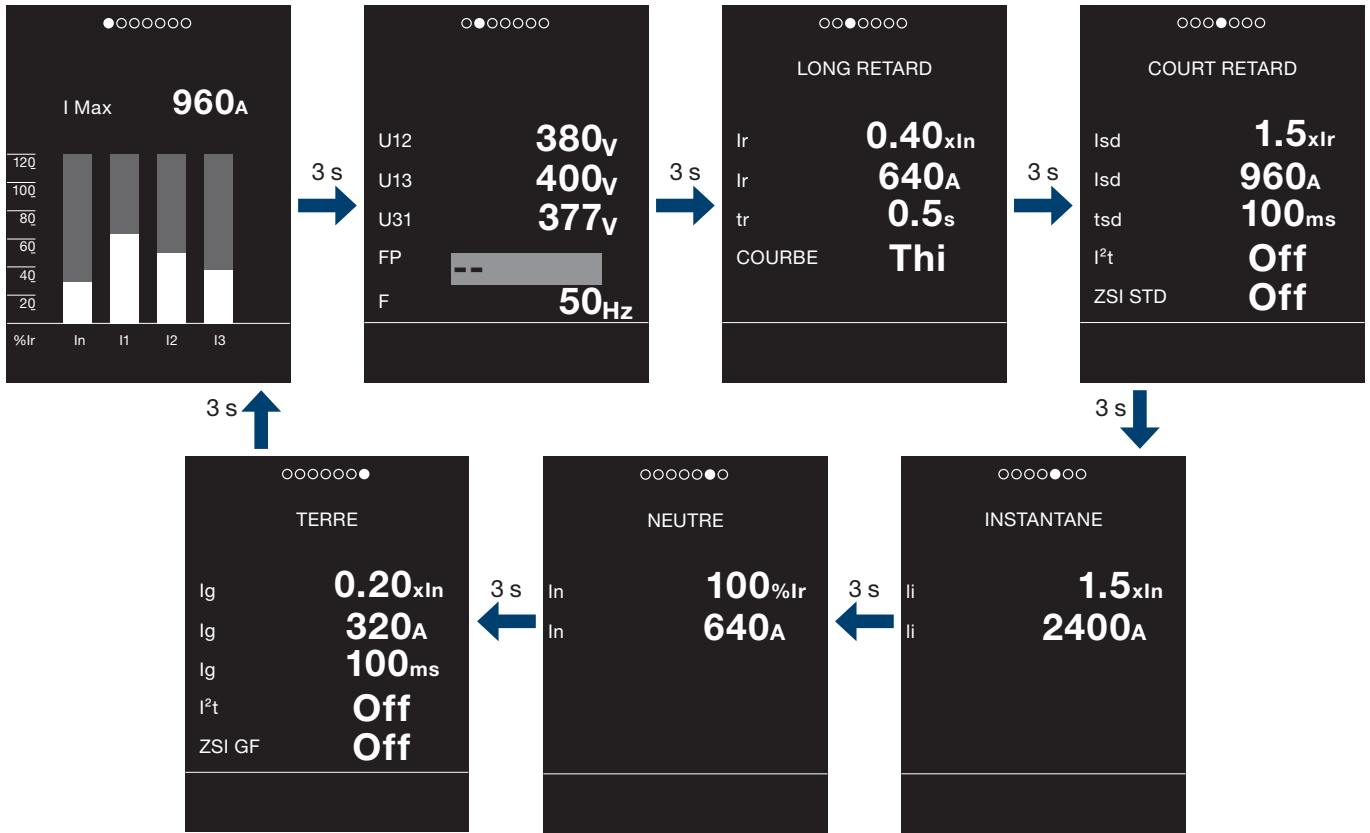 I Max 960A
120
100
80
60
40
20
%Ir In I1 I2 I3
3 s
U12 380V
U13 400V
U31 377V
FP --
F 50Hz
3 s
LONG RETARD
Ir 0.40xIn
Ir 640A
tr 0.5s
COURBE Thi
3 s
COURT RETARD
Isd 1.5xIr
Isd 960A
tsd 100ms
I²t Off
ZSI STD Off
3 s
INSTANTANE
Ii 1.5xIn
Ii 2400A
3 s
NEUTRE
In 100%Ir
In 640A
3 s
TERRE
Ig 0.20xIn
Ig 320A
Ig 100ms
I²t Off
ZSI GF Off
3 s